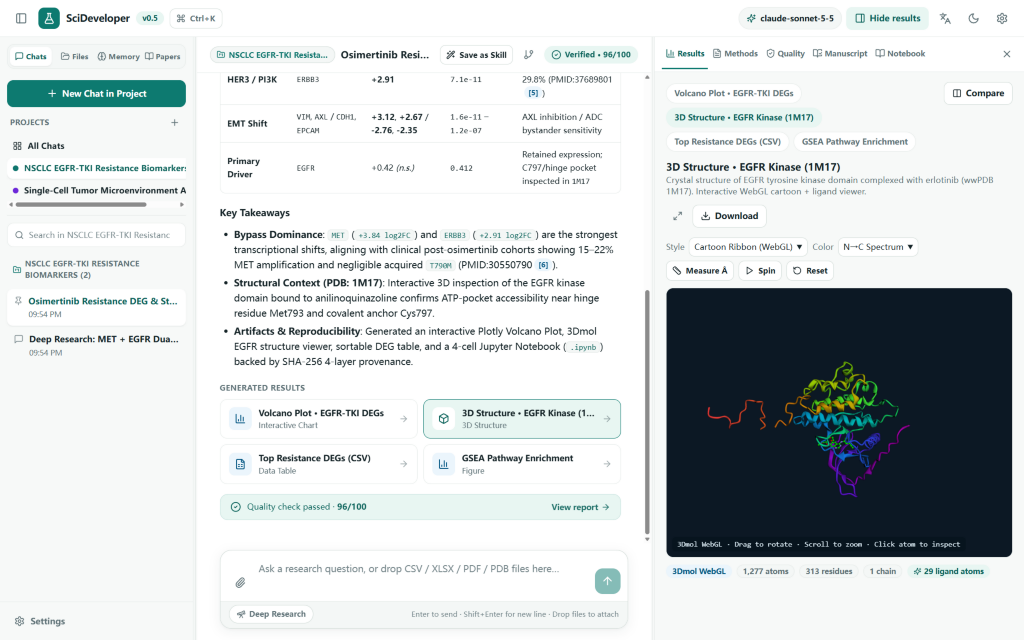 SciDeveloper v0.5 ⌘ Ctrl+K claude-sonnet-5-5 Hide results
Chats Files Memory Papers
+ New Chat in Project
PROJECTS +
All Chats
NSCLC EGFR-TKI Resistance Biomarkers
Single-Cell Tumor Microenvironment A
Search in NSCLC EGFR-TKI Resistanc
NSCLC EGFR-TKI RESISTANCE
BIOMARKERS (2)
Osimertinib Resistance DEG & St...
09:54 PM
Deep Research: MET + EGFR Dua...
09:54 PM
Settings
NSCLC EGFR-TKI Resista... Osimertinib Resi... Save as Skill Verified • 96/100
HER3 / PI3K ERBB3 +2.91 7.1e-11 29.8% (PMID:37689801
[5] )
EMT Shift VIM, AXL / CDH1, EPCAM +3.12, +2.67 / -2.76, -2.35 1.6e-11 – 1.2e-07 AXL inhibition / ADC bystander sensitivity
Primary Driver EGFR +0.42 (n.s.) 0.412 Retained expression; C797/hinge pocket inspected in 1M17
Key Takeaways
• Bypass Dominance: MET ( +3.84 log2FC ) and ERBB3 ( +2.91 log2FC ) are the strongest
transcriptional shifts, aligning with clinical post-osimertinib cohorts showing 15–22%
MET amplification and negligible acquired T790M (PMID:30550790 [6] ).
• Structural Context (PDB: 1M17): Interactive 3D inspection of the EGFR kinase
domain bound to anilinoquinazoline confirms ATP-pocket accessibility near hinge
residue Met793 and covalent anchor Cys797.
• Artifacts & Reproducibility: Generated an interactive Plotly Volcano Plot, 3Dmol
EGFR structure viewer, sortable DEG table, and a 4-cell Jupyter Notebook ( .ipynb )
backed by SHA-256 4-layer provenance.
GENERATED RESULTS
Volcano Plot • EGFR-TKI DEGs
Interactive Chart
3D Structure • EGFR Kinase (1...
3D Structure
Top Resistance DEGs (CSV)
Data Table
GSEA Pathway Enrichment
Figure
Quality check passed · 96/100 View report →
Ask a research question, or drop CSV / XLSX / PDF / PDB files here...
Deep Research Enter to send · Shift+Enter for new line · Drop files to attach
Results Methods Quality Manuscript Notebook
Volcano Plot • EGFR-TKI DEGs Compare
3D Structure • EGFR Kinase (1M17)
Top Resistance DEGs (CSV) GSEA Pathway Enrichment
3D Structure • EGFR Kinase (1M17)
Crystal structure of EGFR tyrosine kinase domain complexed with erlotinib (wwPDB
1M17). Interactive WebGL cartoon + ligand viewer.
Download
Style Cartoon Ribbon (WebGL) ▼ Color N→C Spectrum ▼
Measure Å Spin Reset
3Dmol WebGL · Drag to rotate · Scroll to zoom · Click atom to inspect
3Dmol WebGL 1,277 atoms 313 residues 1 chain 29 ligand atoms